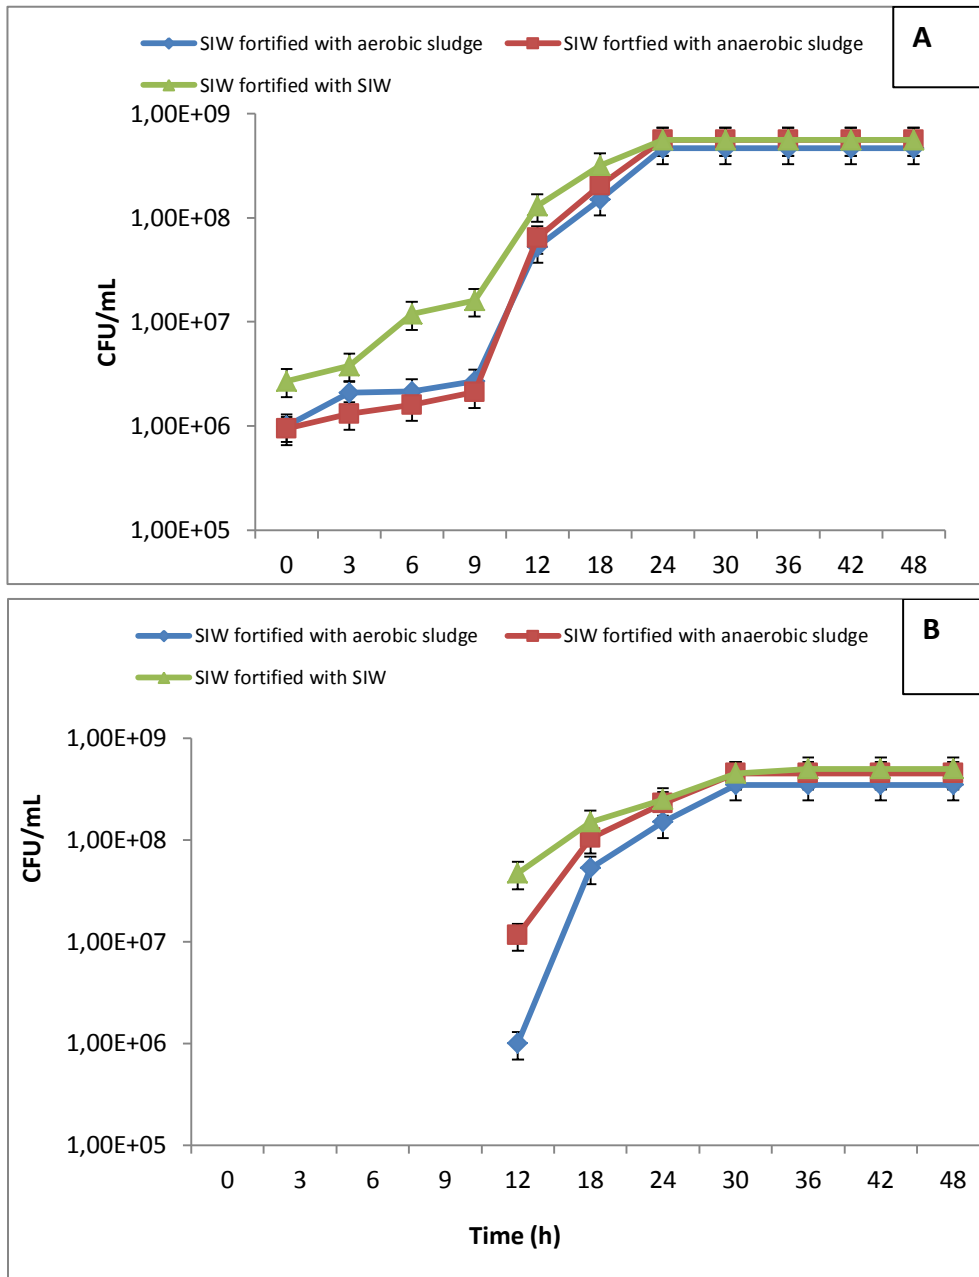 SIW fortified with aerobic sludge SIW fortfied with anaerobic sludge A
SIW fortified with SIW
1,00E+09
1,00E+08
1,00E+07
1,00E+06
1,00E+05
CFU/mL
0 3 6 9 12 18 24 30 36 42 48
SIW fortified with aerobic sludge SIW fortified with anaerobic sludge B
SIW fortified with SIW
1,00E+09
1,00E+08
1,00E+07
1,00E+06
1,00E+05
CFU/mL
0 3 6 9 12 18 24 30 36 42 48
Time (h)